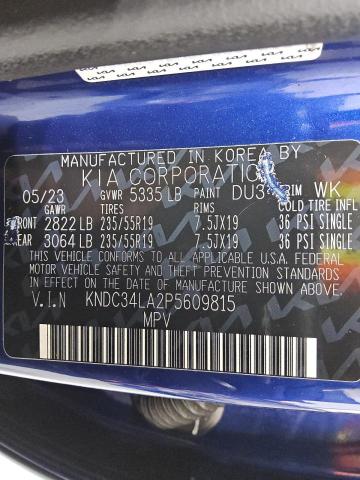 MANUFACTURED IN KOREA BY
KIA CORPORATION
05/23 GVWR 5335 LB PAINT DU3 TRIM WK
GAWR TIRES RIMS COLD TIRE INFL
FRONT 2822 LB 235/55R19 7.5JX19 36 PSI SINGLE
REAR 3064 LB 235/55R19 7.5JX19 36 PSI SINGLE
THIS VEHICLE CONFORMS TO ALL APPLICABLE U.S.A. FEDERAL
MOTOR VEHICLE SAFETY, BUMPER, AND THEFT PREVENTION
STANDARDS IN EFFECT ON THE DATE OF MANUFACTURE
SHOWN ABOVE.
V.I.N KNDC34LA2P5609815
MPV